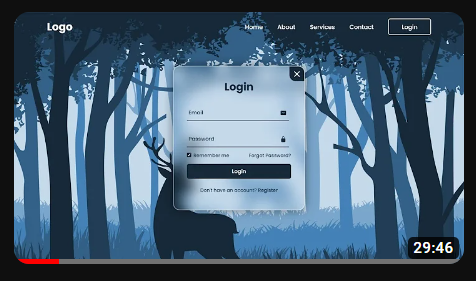 Logo Home About Services Contact Login
Login
Email
Password
Remember me Forgot Password?
Login
Don't have an account? Register
29:46